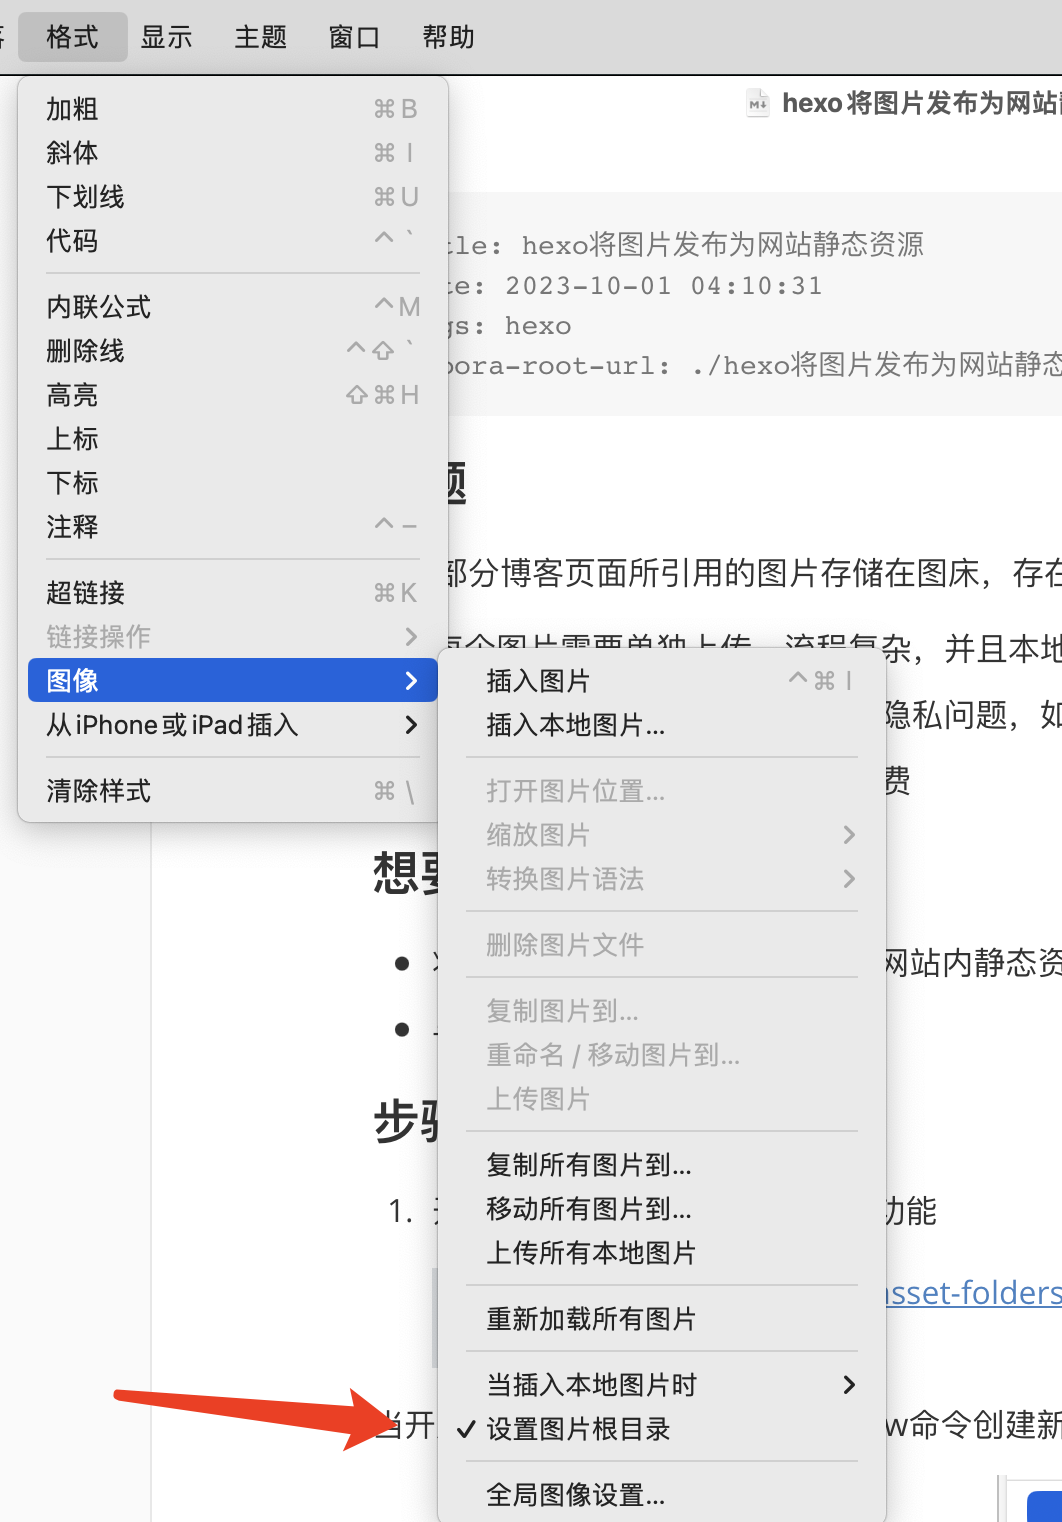 格式 显示 主题 窗口 帮助
hexo将图片发布为网站
加粗 ⌘B
斜体 ⌘I
下划线 ⌘U
代码 ^`
内联公式 ^M
删除线 ^⇧`
高亮 ⇧⌘H
上标
下标
注释 ^-
超链接 ⌘K
链接操作
图像
从iPhone或iPad插入
清除样式 ⌘\
tle: hexo将图片发布为网站静态资源
te: 2023-10-01 04:10:31
gs: hexo
pora-root-url: ./hexo将图片发布为网站静态
题
部分博客页面所引用的图片存储在图床，存在
每个图片需要单独上传，流程复杂，并且本地
隐私问题，如
费
想要
网站内静态资
步骤
1.
功能
asset-folders
当开
w命令创建新
插入图片 ^⌘I
插入本地图片...
打开图片位置...
缩放图片
转换图片语法
删除图片文件
复制图片到...
重命名 / 移动图片到...
上传图片
复制所有图片到...
移动所有图片到...
上传所有本地图片
重新加载所有图片
当插入本地图片时
✓ 设置图片根目录
全局图像设置...